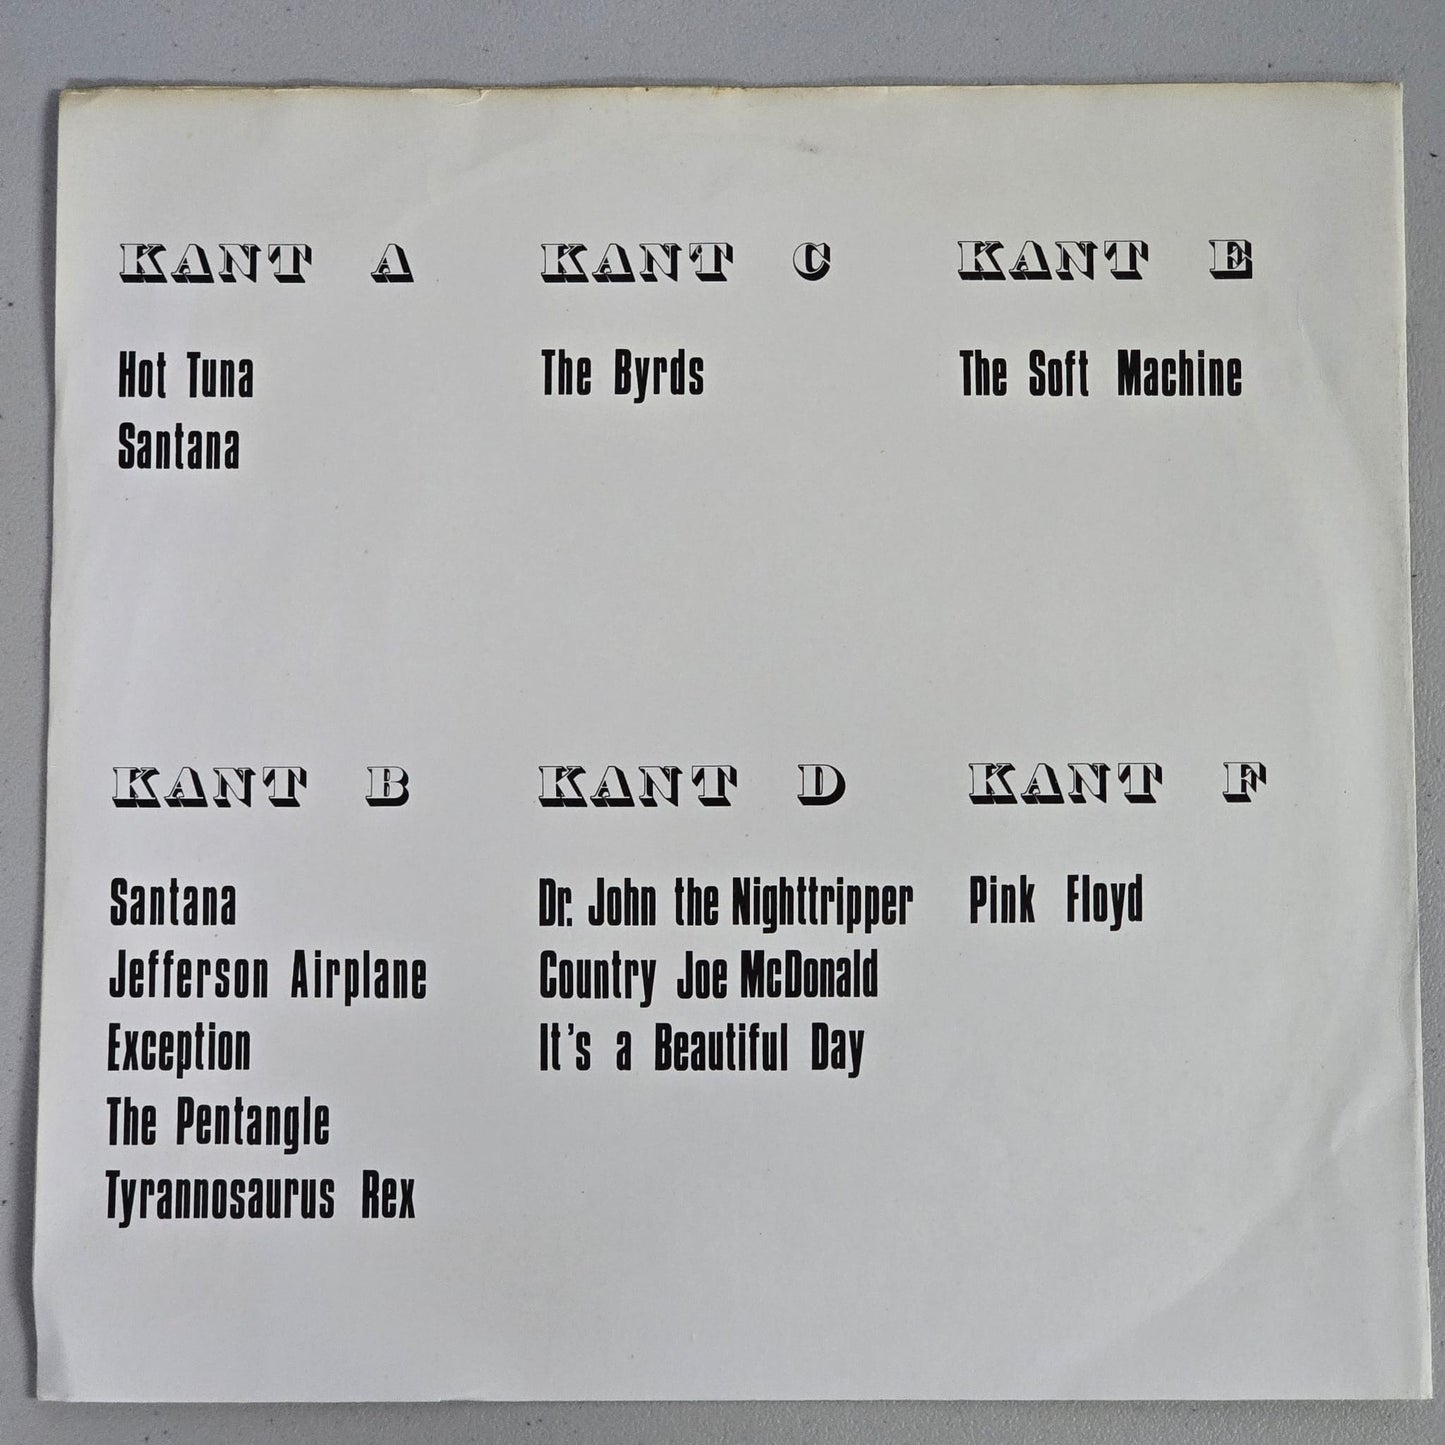 KANT A
Hot Tuna
Santana
KANT C
The Byrds
KANT E
The Soft Machine
KANT B
Santana
Jefferson Airplane
Exception
The Pentangle
Tyrannosaurus Rex
KANT D
Dr. John the Nighttripper
Country Joe McDonald
It's a Beautiful Day
KANT F
Pink Floyd